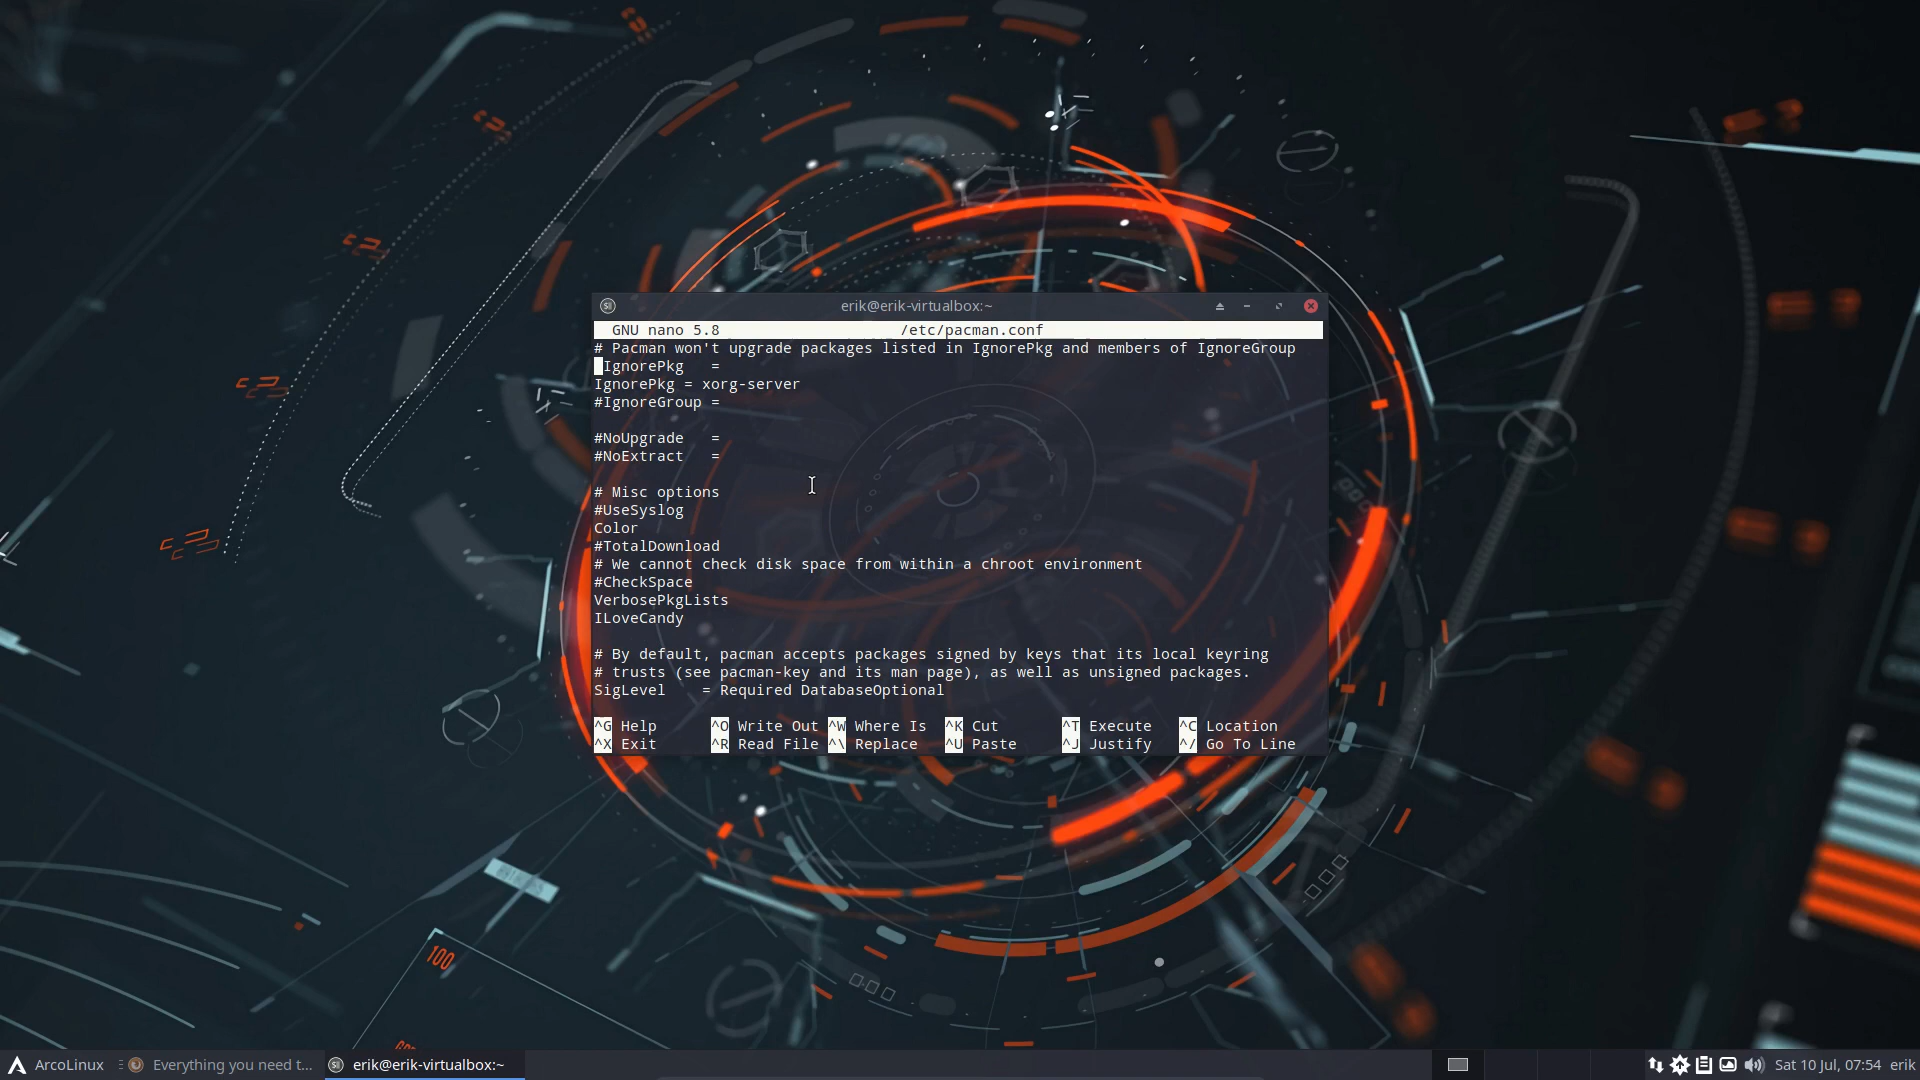 erik@erik-virtualbox:~
GNU nano 5.8 /etc/pacman.conf
# Pacman won't upgrade packages listed in IgnorePkg and members of IgnoreGroup
IgnorePkg   =
IgnorePkg = xorg-server
#IgnoreGroup =
#NoUpgrade   =
#NoExtract   =
# Misc options
#UseSyslog
Color
#TotalDownload
# We cannot check disk space from within a chroot environment
#CheckSpace
VerbosePkgLists
ILoveCandy
# By default, pacman accepts packages signed by keys that its local keyring
# trusts (see pacman-key and its man page), as well as unsigned packages.
SigLevel    = Required DatabaseOptional
^G Help ^O Write Out ^W Where Is ^K Cut ^T Execute ^C Location
^X Exit ^R Read File ^\ Replace ^U Paste ^J Justify ^/ Go To Line
100
ArcoLinux Everything you need t... erik@erik-virtualbox:~ Sat 10 Jul, 07:54 erik